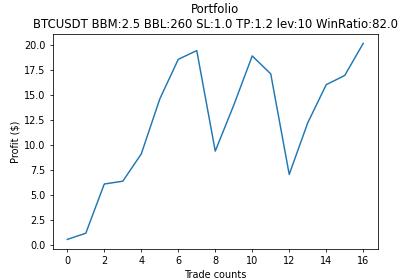 Portfolio
BTCUSDT BBM:2.5 BBL:260 SL:1.0 TP:1.2 lev:10 WinRatio:82.0
20.0
17.5
15.0
12.5
10.0
7.5
5.0
2.5
0.0
Profit ($)
0 2 4 6 8 10 12 14 16
Trade counts